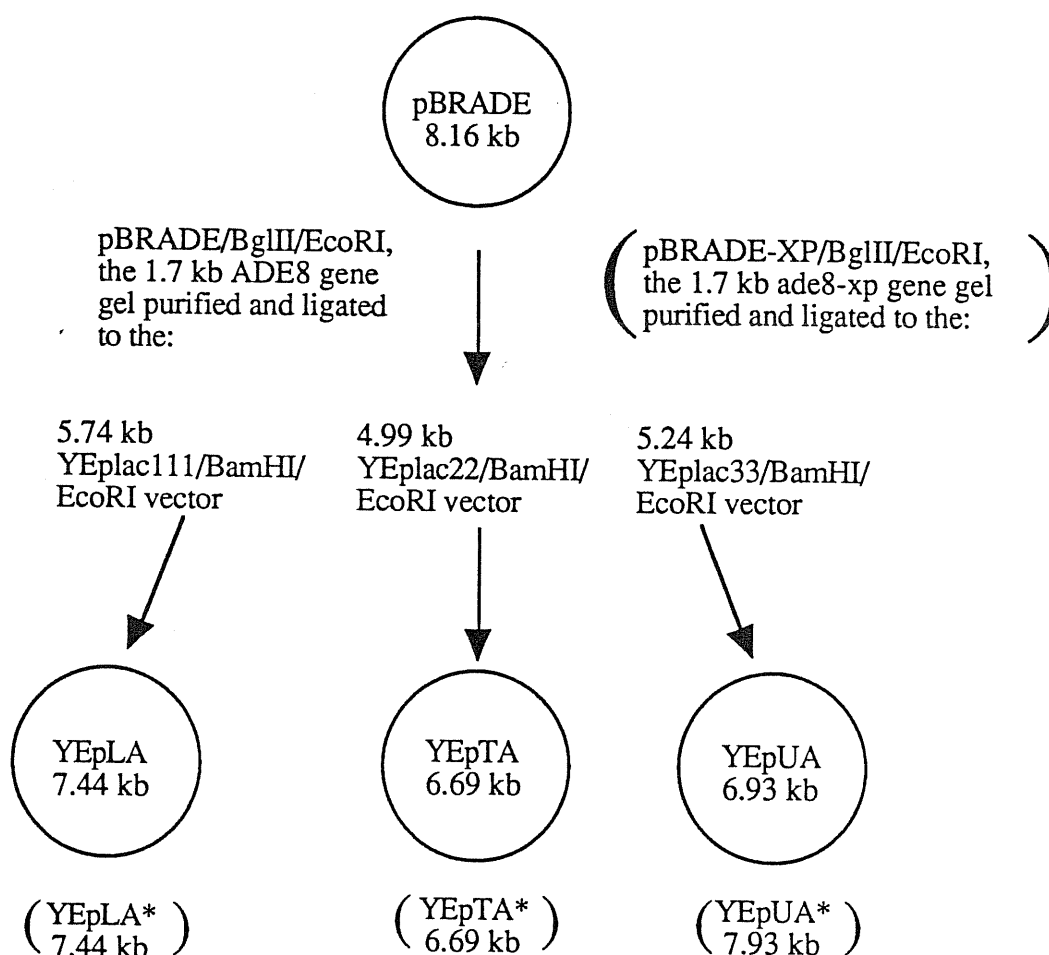 pBRADE
8.16 kb
pBRADE/BglII/EcoRI,
the 1.7 kb ADE8 gene
gel purified and ligated
to the:
( pBRADE-XP/BglII/EcoRI,
the 1.7 kb ade8-xp gene gel
purified and ligated to the: )
5.74 kb
YEplac111/BamHI/
EcoRI vector
4.99 kb
YEplac22/BamHI/
EcoRI vector
5.24 kb
YEplac33/BamHI/
EcoRI vector
YEpLA
7.44 kb
YEpTA
6.69 kb
YEpUA
6.93 kb
( YEpLA*
7.44 kb )
( YEpTA*
6.69 kb )
( YEpUA*
7.93 kb )